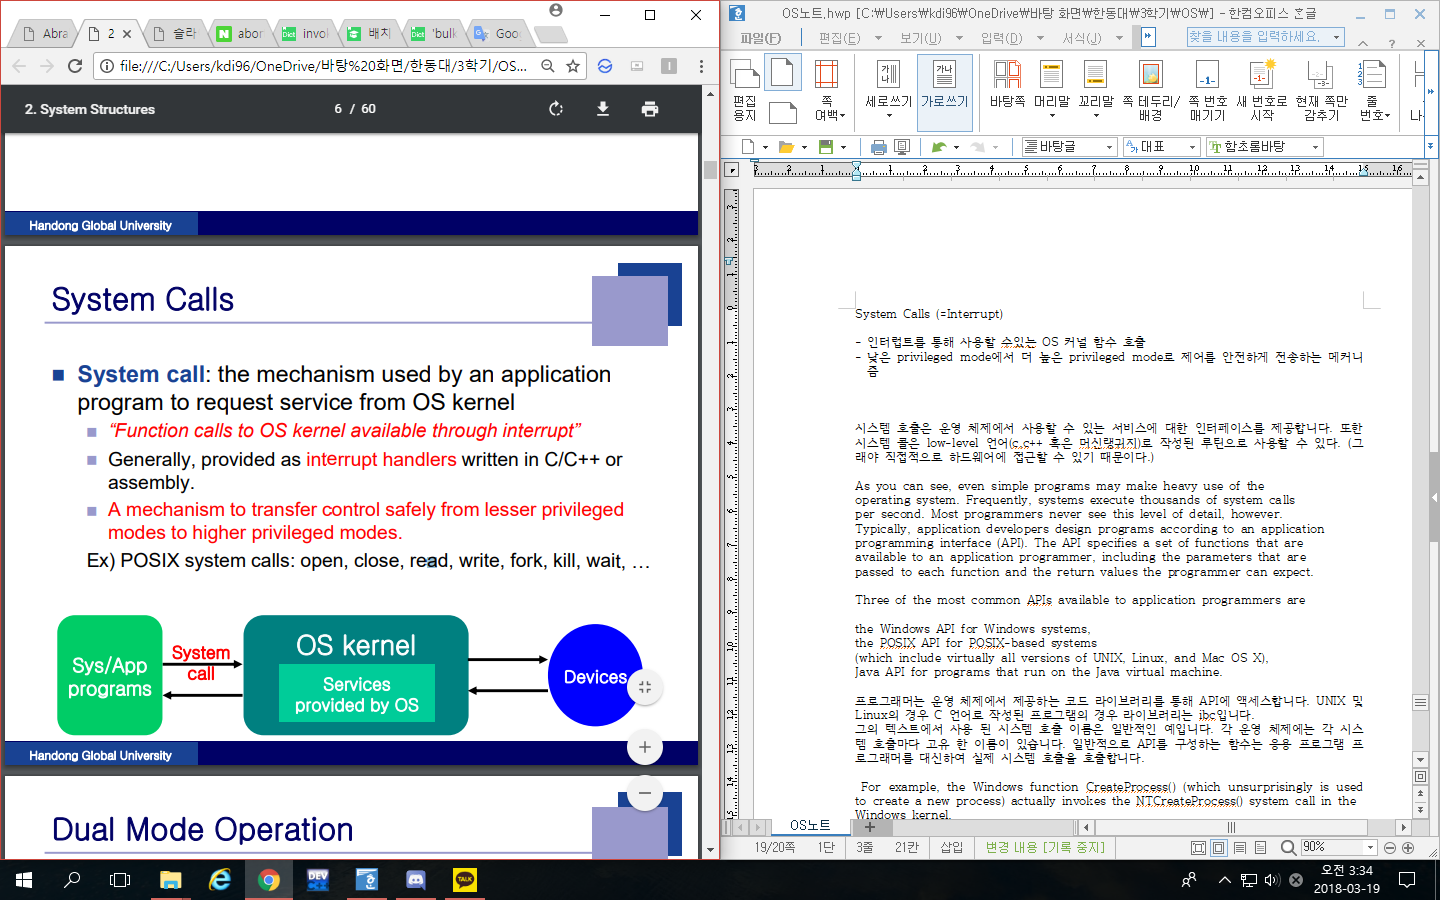 Abra
2
슬라
abor
invol
배치
'bulk
Goo
file:///C:/Users/kdi96/OneDrive/바탕%20화면/한동대/3학기/OS...
2. System Structures
6 / 60
Handong Global University
System Calls
System call: the mechanism used by an application
program to request service from OS kernel
“Function calls to OS kernel available through interrupt”
Generally, provided as interrupt handlers written in C/C++ or
assembly.
A mechanism to transfer control safely from lesser privileged
modes to higher privileged modes.
Ex) POSIX system calls: open, close, read, write, fork, kill, wait, …
Sys/App
programs
System
call
OS kernel
Services
provided by OS
Devices
Handong Global University
Dual Mode Operation
OS노트.hwp [C:₩Users₩kdi96₩OneDrive₩바탕 화면₩한동대₩3학기₩OS₩] - 한컴오피스 한글
파일(F) 편집(E) 보기(U) 입력(D) 서식(J)
찾을 내용을 입력하세요.
편집
용지
쪽
여백
세로쓰기
가로쓰기
바탕쪽
머리말
꼬리말
쪽 테두리/
배경
쪽 번호
매기기
새 번호로
시작
현재 쪽만
감추기
줄
번호
나
바탕글
대표
함초롬바탕
System Calls (=Interrupt)
- 인터럽트를 통해 사용할 수있는 OS 커널 함수 호출
- 낮은 privileged mode에서 더 높은 privileged mode로 제어를 안전하게 전송하는 메커니
즘
시스템 호출은 운영 체제에서 사용할 수 있는 서비스에 대한 인터페이스를 제공합니다. 또한
시스템 콜은 low-level 언어(c,c++ 혹은 머신랭귀지)로 작성된 루틴으로 사용할 수 있다. (그
래야 직접적으로 하드웨어에 접근할 수 있기 때문이다.)
As you can see, even simple programs may make heavy use of the
operating system. Frequently, systems execute thousands of system calls
per second. Most programmers never see this level of detail, however.
Typically, application developers design programs according to an application
programming interface (API). The API specifies a set of functions that are
available to an application programmer, including the parameters that are
passed to each function and the return values the programmer can expect.
Three of the most common APIs available to application programmers are
the Windows API for Windows systems,
the POSIX API for POSIX-based systems
(which include virtually all versions of UNIX, Linux, and Mac OS X),
Java API for programs that run on the Java virtual machine.
프로그래머는 운영 체제에서 제공하는 코드 라이브러리를 통해 API에 액세스합니다. UNIX 및
Linux의 경우 C 언어로 작성된 프로그램의 경우 라이브러리는 ibc입니다.
그의 텍스트에서 사용 된 시스템 호출 이름은 일반적인 예입니다. 각 운영 체제에는 각 시스
템 호출마다 고유 한 이름이 있습니다. 일반적으로 API를 구성하는 함수는 응용 프로그램 프
로그래머를 대신하여 실제 시스템 호출을 호출합니다.
For example, the Windows function CreateProcess() (which unsurprisingly is used
to create a new process) actually invokes the NTCreateProcess() system call in the
Windows kernel.
OS노트
19/20쪽 1단 3줄 21칸 삽입 변경 내용 [기록 중지] 90%
DEV
TALK
오전 3:34
2018-03-19